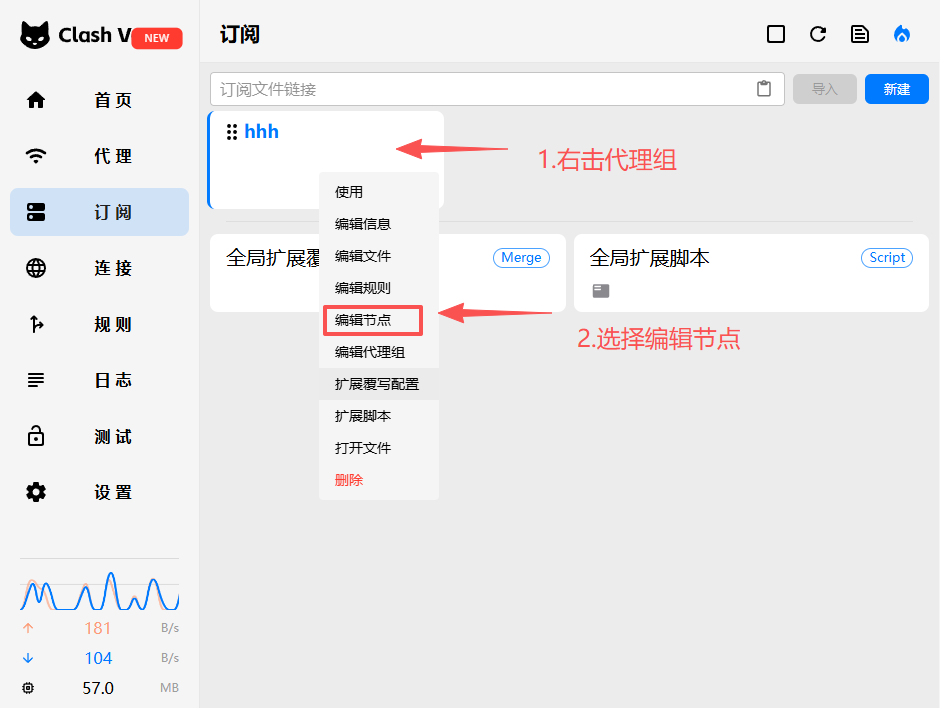 Clash V
NEW
首页
代理
订阅
连接
规则
日志
测试
设置
181 B/s
104 B/s
57.0 MB
订阅
订阅文件链接
导入
新建
hhh
1.右击代理组
使用
编辑信息
编辑文件
编辑规则
编辑节点
编辑代理组
扩展覆写配置
扩展脚本
打开文件
删除
全局扩展覆
Merge
全局扩展脚本
Script
2.选择编辑节点